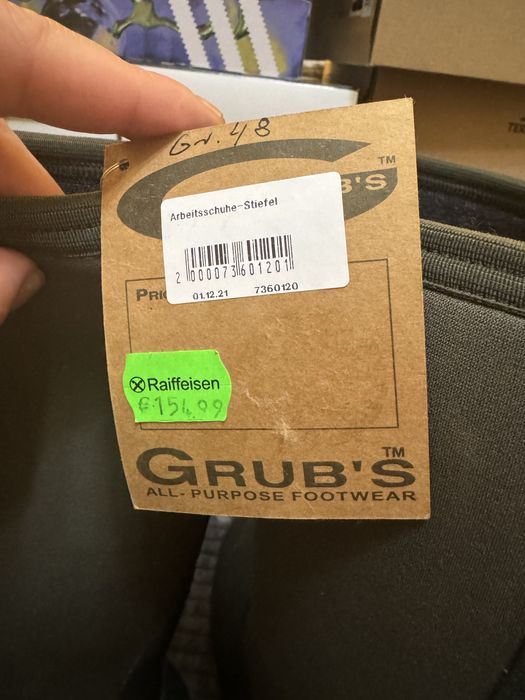 Gr. 48
TM
B'S
Arbeitsschuhe-Stiefel
2 000073 601201
01.12.21 7360120
PRIC
Raiffeisen
€ 154,99
TM
GRUB'S
ALL-PURPOSE FOOTWEAR